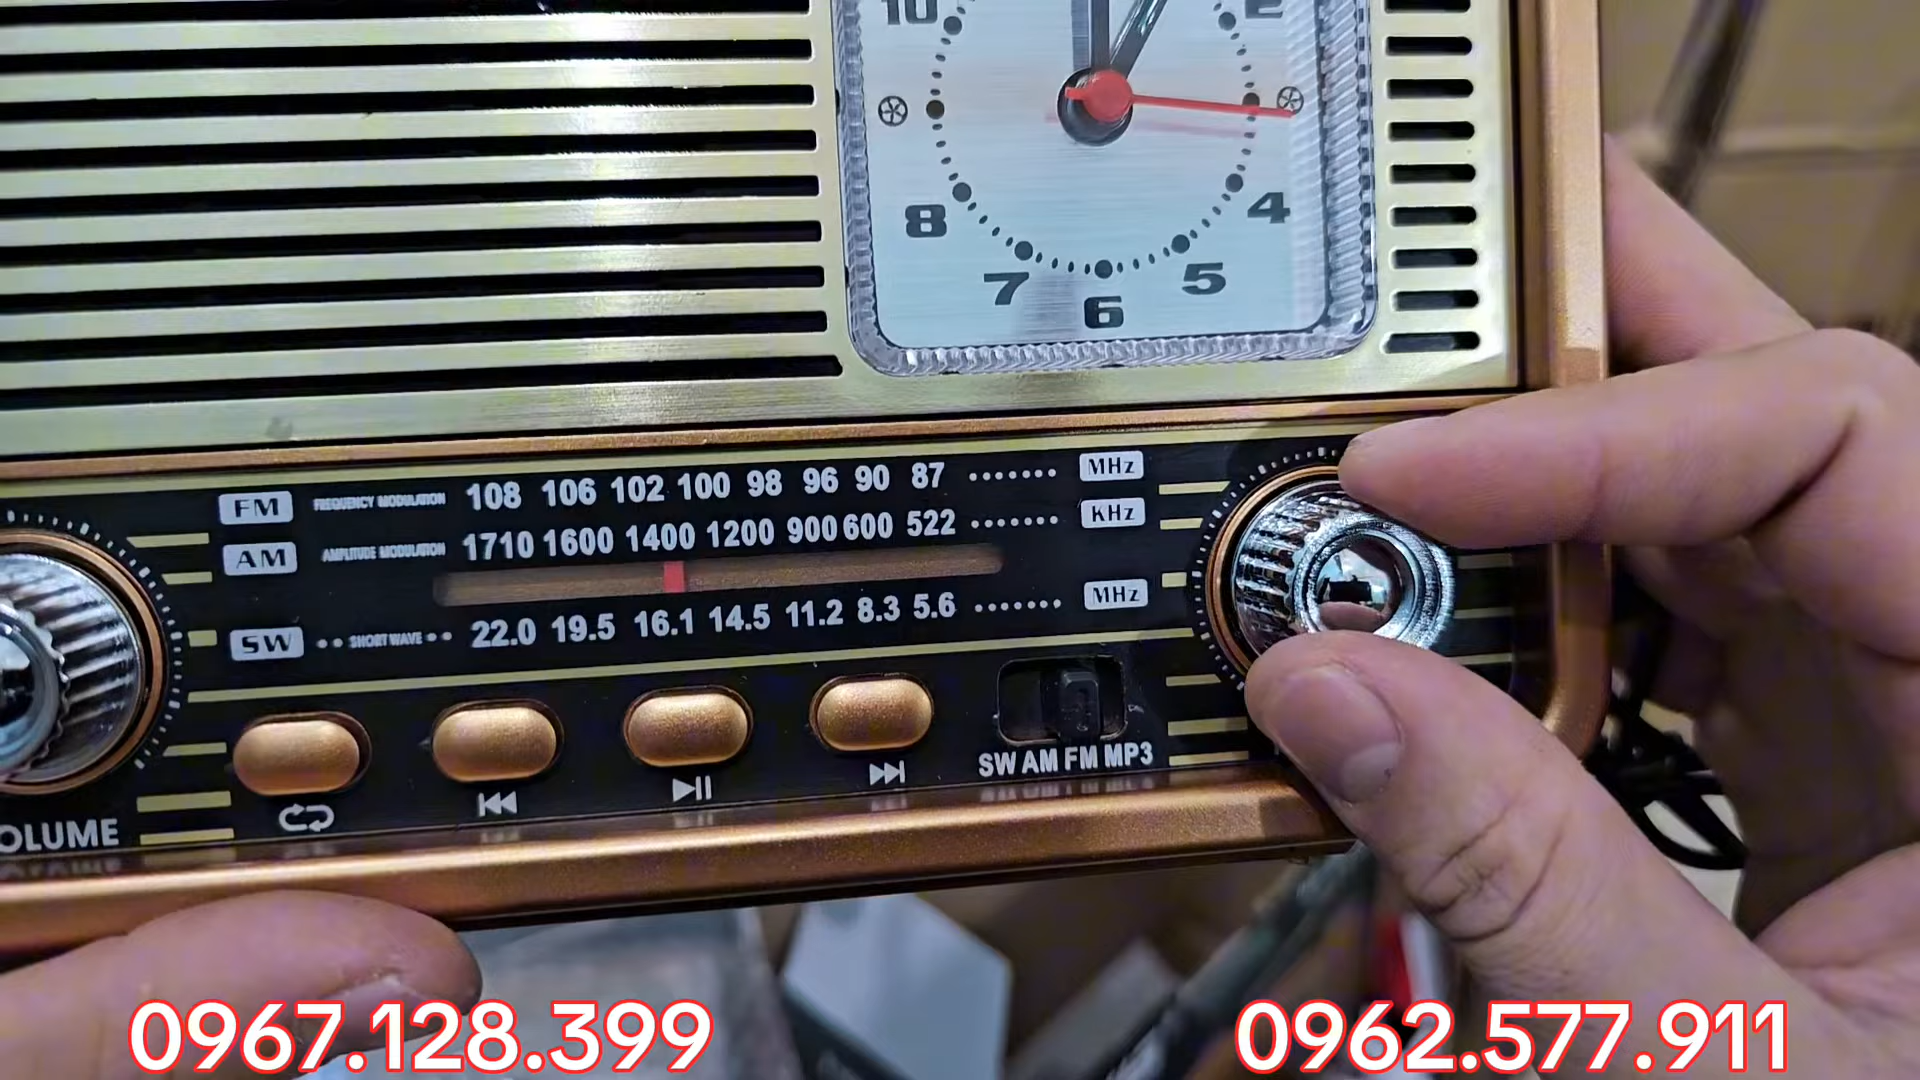 10 2
8 4
7 5
6
FM FREQUENCY MODULATION 108 106 102 100 98 96 90 87 ······· MHz
AM AMPLITUDE MODULATION 1710 1600 1400 1200 900 600 522 ······· KHz
SW •• SHORT WAVE •• 22.0 19.5 16.1 14.5 11.2 8.3 5.6 ······· MHz
SW AM FM MP3
OLUME
0967.128.399
0962.577.911